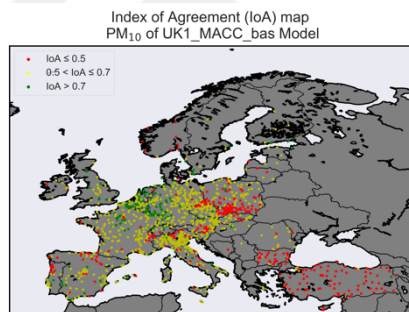 Index of Agreement (IoA) map
PM₁₀ of UK1_MACC_bas Model
IoA ≤ 0.5
0:5 < IoA ≤ 0.7
IoA > 0.7